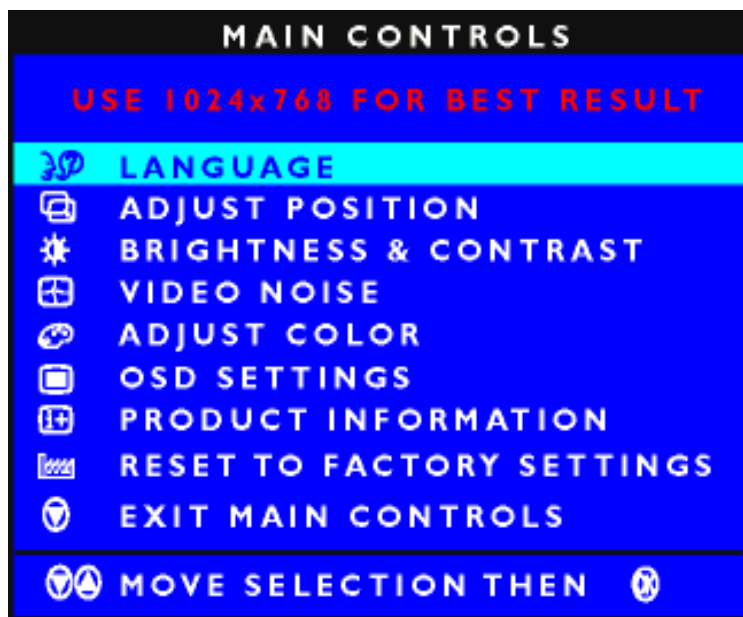 MAIN CONTROLS
USE 1024x768 FOR BEST RESULT
LANGUAGE
ADJUST POSITION
BRIGHTNESS & CONTRAST
VIDEO NOISE
ADJUST COLOR
OSD SETTINGS
PRODUCT INFORMATION
RESET TO FACTORY SETTINGS
EXIT MAIN CONTROLS
MOVE SELECTION THEN OK